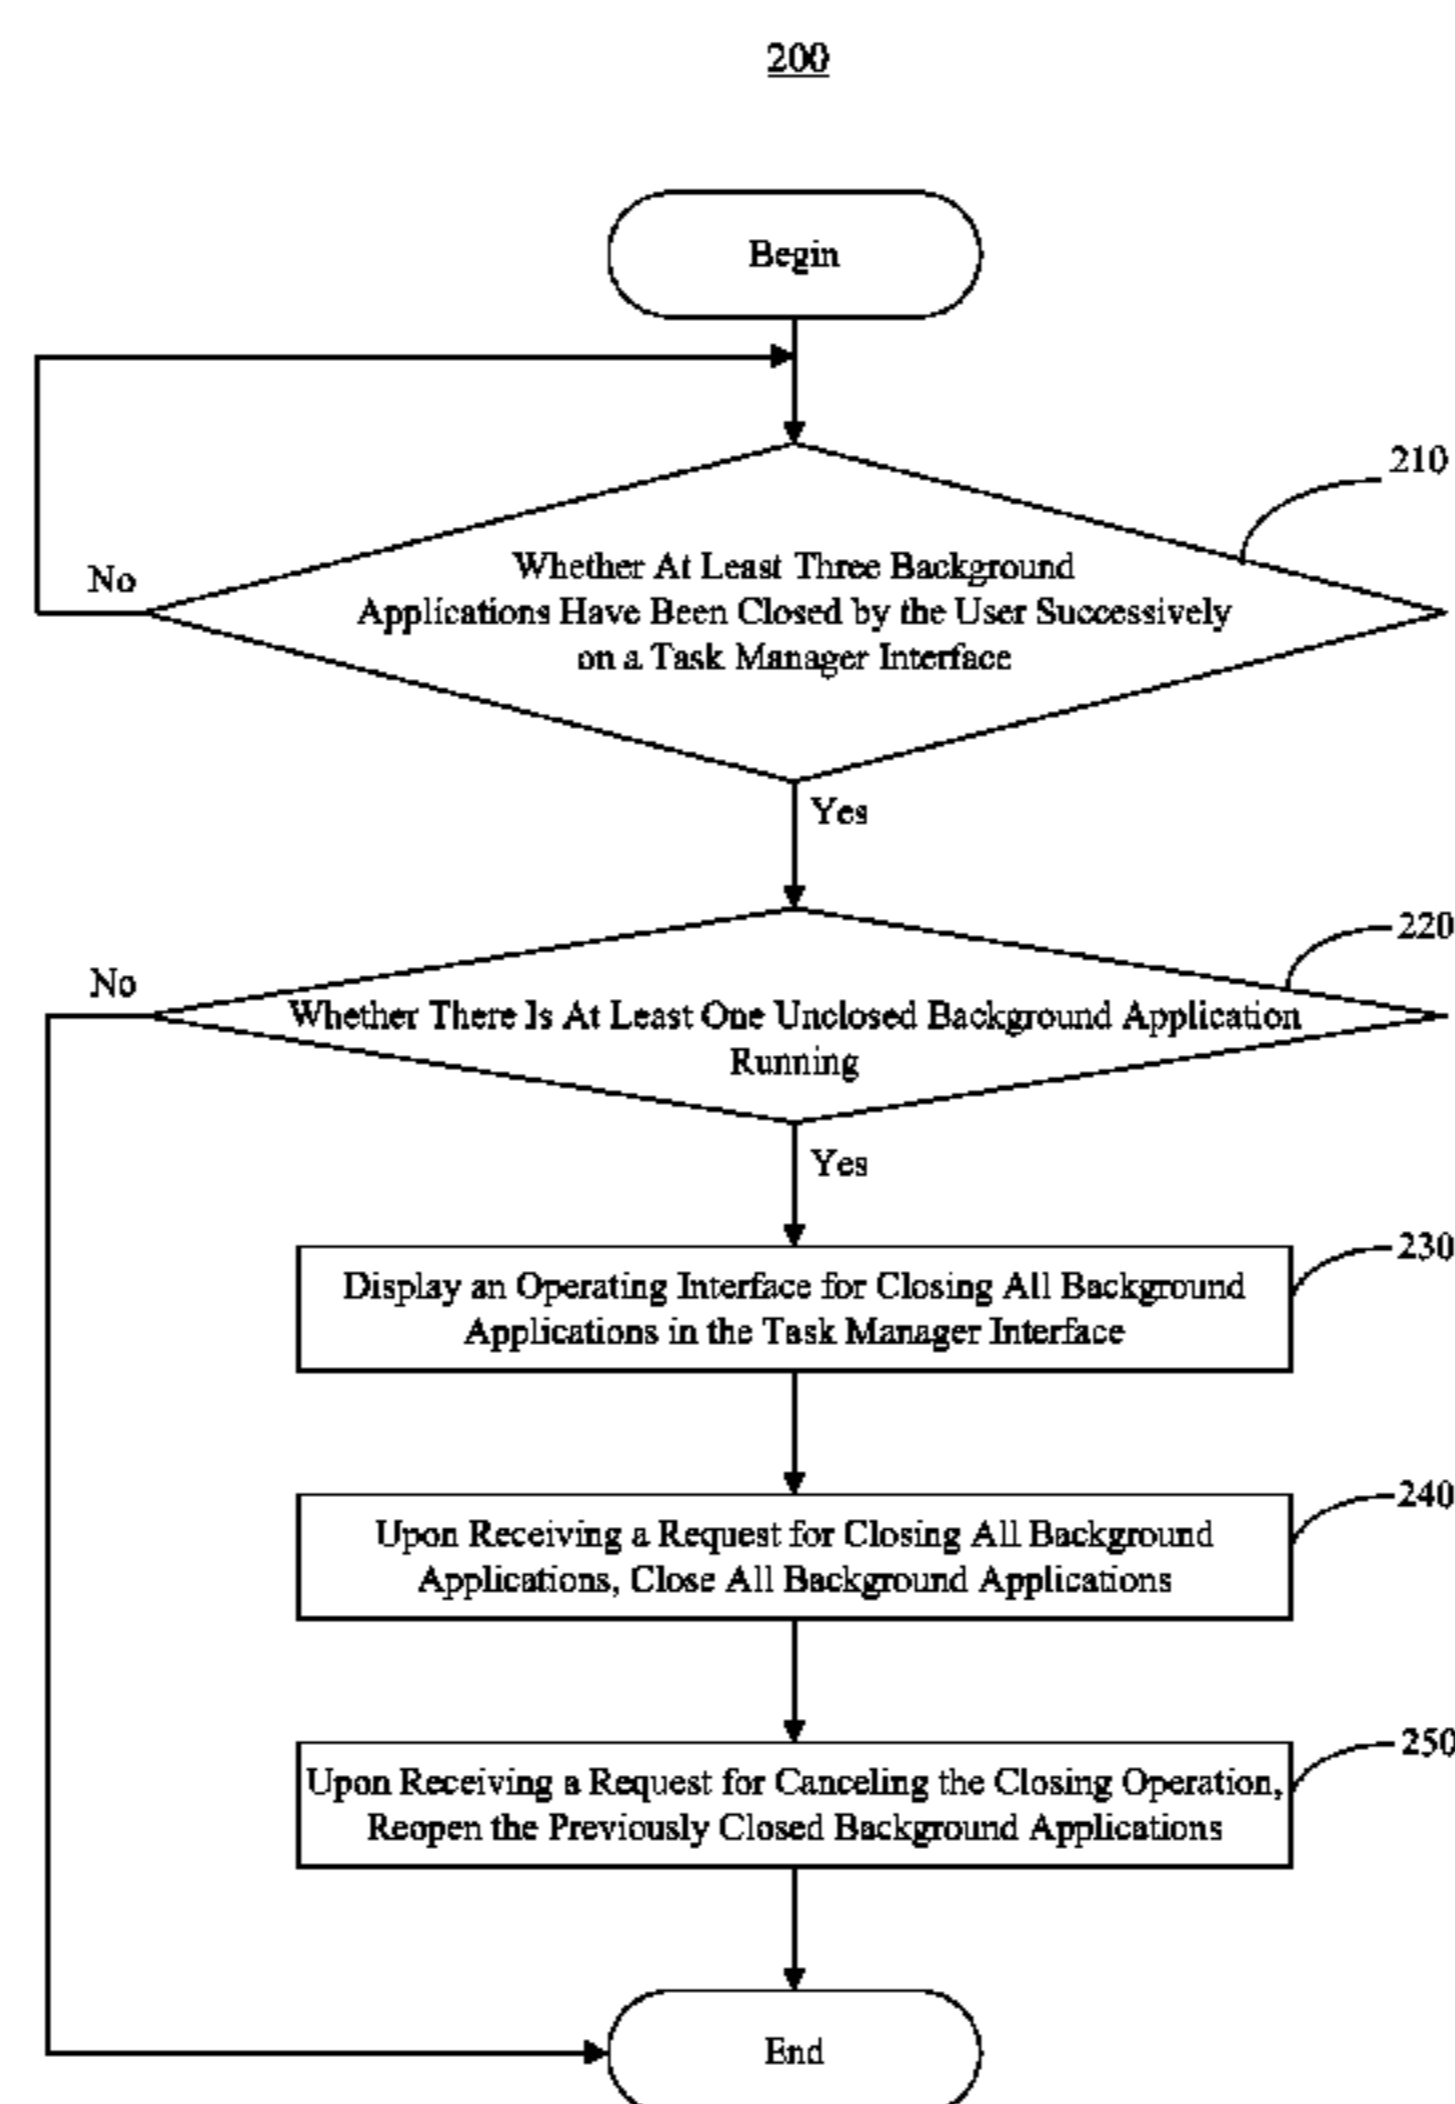 200
Begin
210
No
Whether At Least Three Background
Applications Have Been Closed by the User Successively
on a Task Manager Interface
Yes
220
No
Whether There Is At Least One Unclosed Background Application
Running
Yes
230
Display an Operating Interface for Closing All Background
Applications in the Task Manager Interface
240
Upon Receiving a Request for Closing All Background
Applications, Close All Background Applications
250
Upon Receiving a Request for Canceling the Closing Operation,
Reopen the Previously Closed Background Applications
End